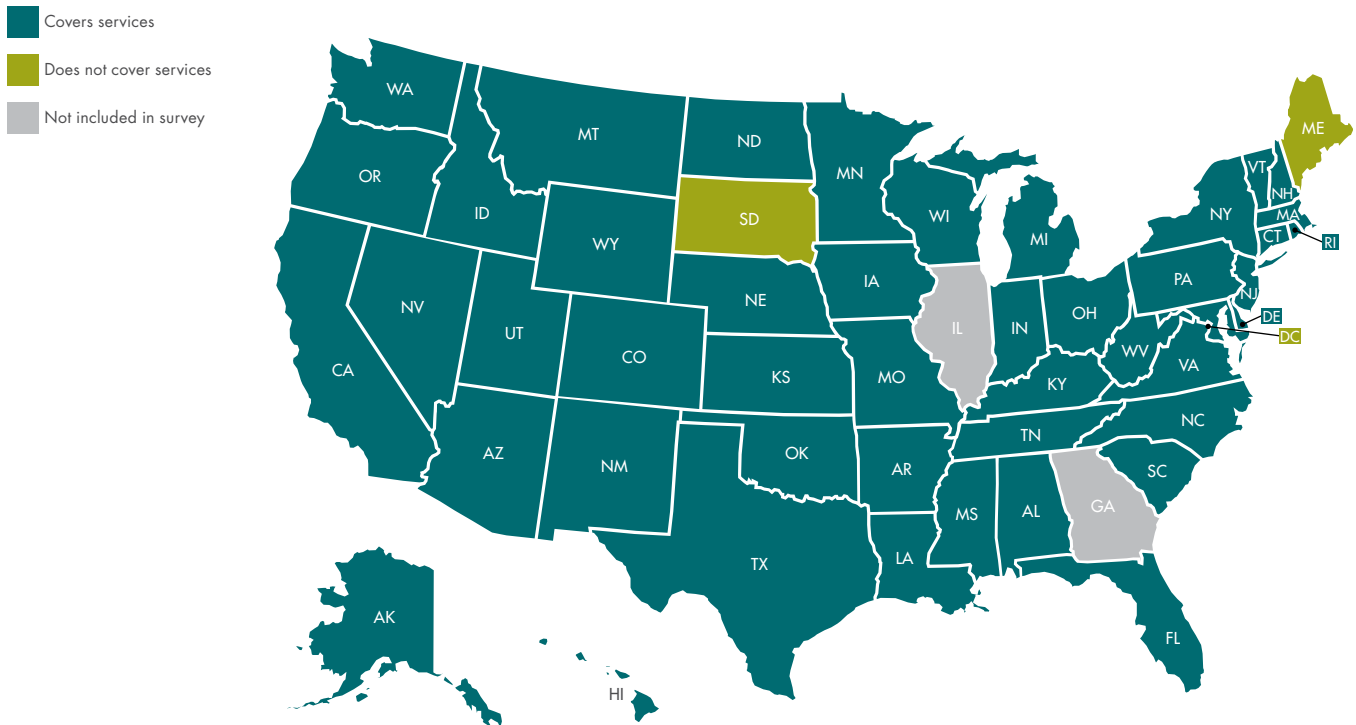 Covers services
Does not cover services
Not included in survey
WA
MT
ND
MN
OR
ID
SD
WY
WI
MI
NY
VT
NH
ME
MA
CT
RI
NV
UT
CO
NE
IA
IL
IN
OH
PA
NJ
DE
DC
CA
KS
MO
KY
WV
VA
AZ
NM
OK
AR
TN
NC
SC
TX
LA
MS
AL
GA
FL
AK
HI